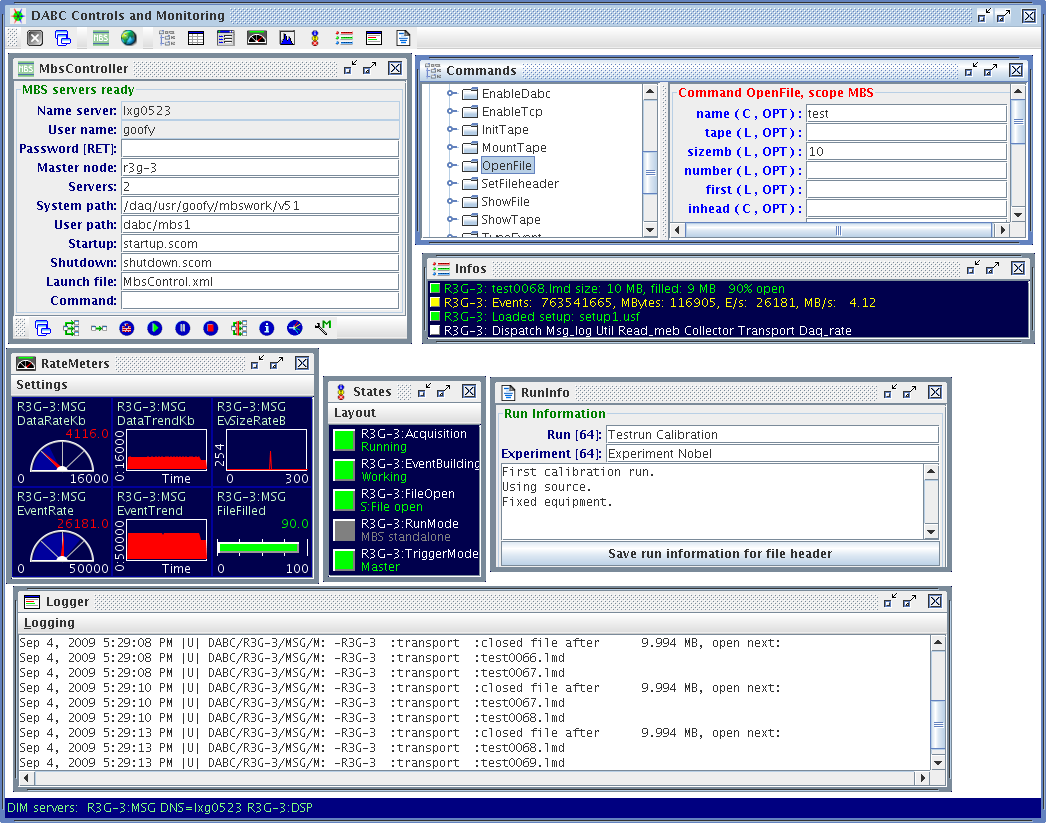 DABC Controls and Monitoring
MBS
MBS MbsController
MBS servers ready
Name server: lxg0523
User name: goofy
Password [RET]:
Master node: r3g-3
Servers: 2
System path: /daq/usr/goofy/mbswork/v51
User path: dabc/mbs1
Startup: startup.scom
Shutdown: shutdown.scom
Launch file: MbsControl.xml
Command:
Commands
EnableDabc
EnableTcp
InitTape
MountTape
OpenFile
SetFileheader
ShowFile
ShowTape
TypeEvent
Command OpenFile, scope MBS
name ( C , OPT ) : test
tape ( L , OPT ) :
sizemb ( L , OPT ) : 10
number ( L , OPT ) :
first ( L , OPT ) :
inhead ( C , OPT ) :
Infos
R3G-3: test0068.lmd size: 10 MB, filled: 9 MB 90% open
R3G-3: Events: 763541665, MBytes: 116905, E/s: 26181, MB/s: 4.12
R3G-3: Loaded setup: setup1.usf
R3G-3: Dispatch Msg_log Util Read_meb Collector Transport Daq_rate
RateMeters
Settings
R3G-3:MSG
DataRateKb
4116.0
0 16000
R3G-3:MSG
DataTrendKb
0:16000
Time
R3G-3:MSG
EvSizeRateB
254
0 300
R3G-3:MSG
EventRate
26181.0
0 50000
R3G-3:MSG
EventTrend
0:50000
Time
R3G-3:MSG
FileFilled
90.0
0 100
States
Layout
R3G-3:Acquisition
Running
R3G-3:EventBuilding
Working
R3G-3:FileOpen
S:File open
R3G-3:RunMode
MBS standalone
R3G-3:TriggerMode
Master
RunInfo
Run Information
Run [64]: Testrun Calibration
Experiment [64]: Experiment Nobel
First calibration run.
Using source.
Fixed equipment.
Save run information for file header
Logger
Logging
Sep 4, 2009 5:29:08 PM |U| DABC/R3G-3/MSG/M: -R3G-3 :transport :closed file after 9.994 MB, open next:
Sep 4, 2009 5:29:08 PM |U| DABC/R3G-3/MSG/M: -R3G-3 :transport :test0066.lmd
Sep 4, 2009 5:29:08 PM |U| DABC/R3G-3/MSG/M: -R3G-3 :transport :test0067.lmd
Sep 4, 2009 5:29:10 PM |U| DABC/R3G-3/MSG/M: -R3G-3 :transport :closed file after 9.994 MB, open next:
Sep 4, 2009 5:29:10 PM |U| DABC/R3G-3/MSG/M: -R3G-3 :transport :test0067.lmd
Sep 4, 2009 5:29:10 PM |U| DABC/R3G-3/MSG/M: -R3G-3 :transport :test0068.lmd
Sep 4, 2009 5:29:13 PM |U| DABC/R3G-3/MSG/M: -R3G-3 :transport :closed file after 9.994 MB, open next:
Sep 4, 2009 5:29:13 PM |U| DABC/R3G-3/MSG/M: -R3G-3 :transport :test0068.lmd
Sep 4, 2009 5:29:13 PM |U| DABC/R3G-3/MSG/M: -R3G-3 :transport :test0069.lmd
DIM servers: R3G-3:MSG DNS=lxg0523 R3G-3:DSP